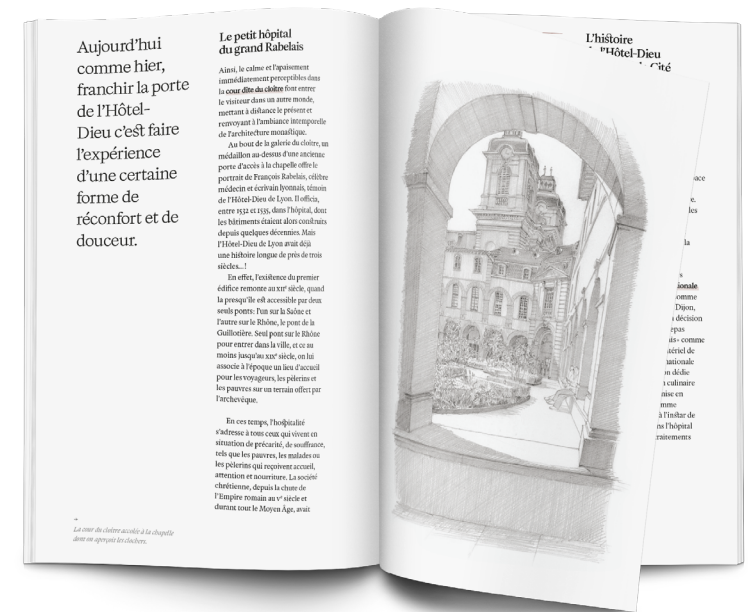 Aujourd’hui
comme hier,
franchir la porte
de l’Hôtel-
Dieu c’est faire
l’expérience
d’une certaine
forme de
réconfort et de
douceur.
Le petit hôpital
du grand Rabelais
Ainsi, le calme et l’apaisement
immédiatement perceptibles dans
la cour dite du cloître font entrer
le visiteur dans un autre monde,
mettant à distance le présent et
renvoyant à l’ambiance intemporelle
de l’architecture monastique.
Au bout de la galerie du cloître, un
médaillon au-dessus d’une ancienne
porte d’accès à la chapelle offre le
portrait de François Rabelais, célèbre
médecin et écrivain lyonnais, témoin
de l’Hôtel-Dieu de Lyon. Il officia,
entre 1532 et 1535, dans l’hôpital, dont
les bâtiments étaient alors construits
depuis quelques décennies. Mais
l’Hôtel-Dieu de Lyon avait déjà
une histoire longue de près de trois
siècles…!
En effet, l’existence du premier
édifice remonte au XIIᵉ siècle, quand
la presqu’île est accessible par deux
seuls ponts: l’un sur la Saône et
l’autre sur le Rhône, le pont de la
Guillotière. Seul pont sur le Rhône
pour entrer dans la ville, et ce au
moins jusqu’au XIXᵉ siècle, on lui
associe à l’époque un lieu d’accueil
pour les voyageurs, les pèlerins et
les pauvres sur un terrain offert par
l’archevêque.
En ces temps, l’hospitalité
s’adresse à tous ceux qui vivent en
situation de précarité, de souffrance,
tels que les pauvres, les malades ou
les pèlerins qui reçoivent accueil,
attention et nourriture. La société
chrétienne, depuis la chute de
l’Empire romain au Vᵉ siècle et
durant tout le Moyen Âge, avait
La cour du cloître accolée à la chapelle
dont on aperçoit les clochers.
L’histoire
l’Hôtel-Dieu
Cité
les
la
comme
Dijon,
décision
comme
dédie
culinaire
à l’instar de
l’hôpital